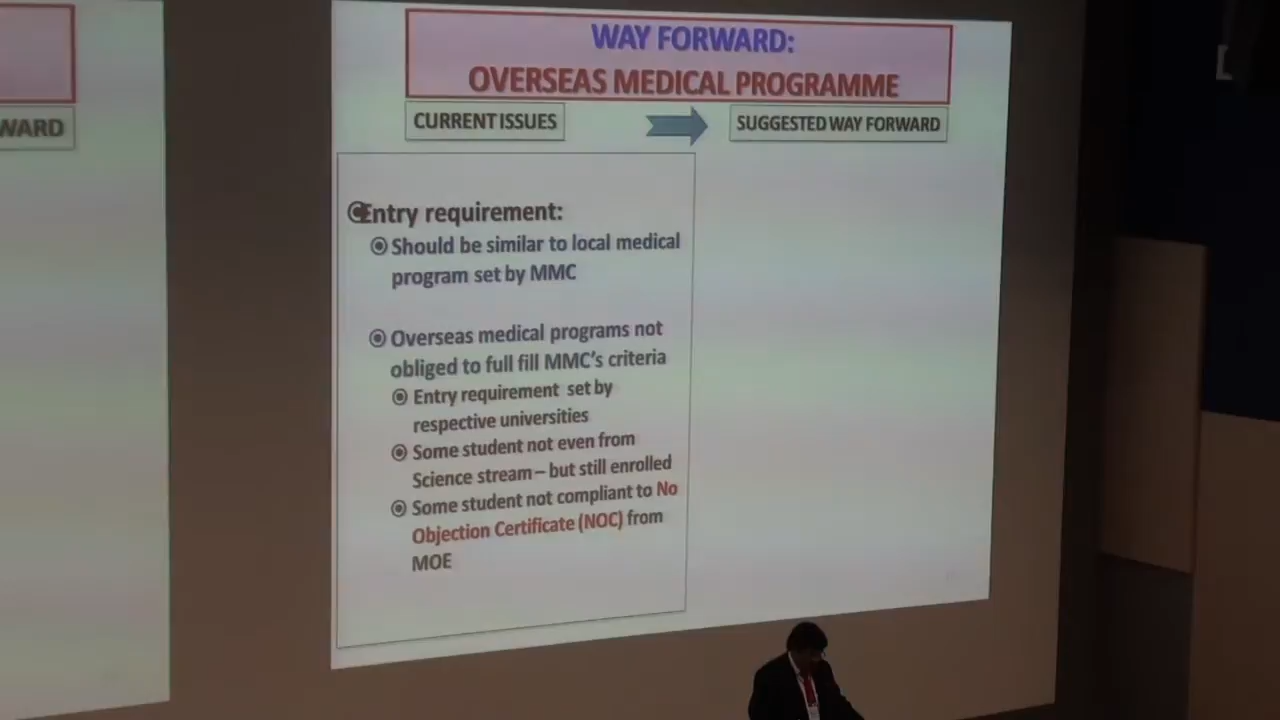 WAY FORWARD:
OVERSEAS MEDICAL PROGRAMME
WARD
CURRENT ISSUES
SUGGESTED WAY FORWARD
Entry requirement:
Should be similar to local medical
program set by MMC
Overseas medical programs not
obliged to full fill MMC's criteria
Entry requirement set by
respective universities
Some student not even from
Science stream – but still enrolled
Some student not compliant to No
Objection Certificate (NOC) from
MOE